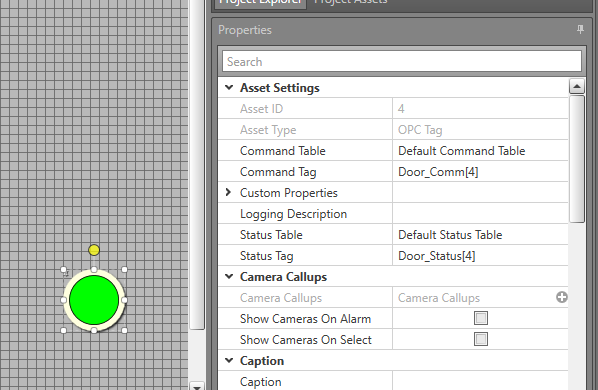 Project Explorer Project Assets
Properties
Search
Asset Settings
Asset ID 4
Asset Type OPC Tag
Command Table Default Command Table
Command Tag Door_Comm[4]
Custom Properties
Logging Description
Status Table Default Status Table
Status Tag Door_Status[4]
Camera Callups
Camera Callups Camera Callups
Show Cameras On Alarm
Show Cameras On Select
Caption
Caption